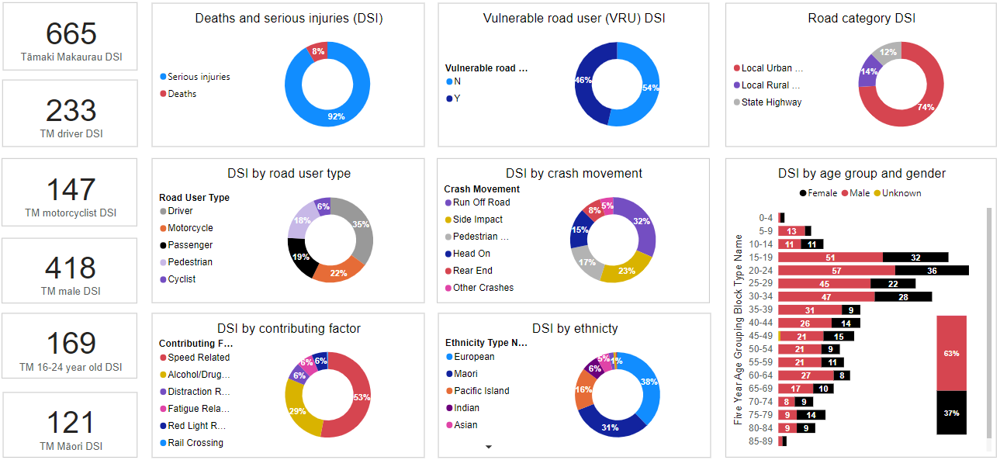 665
Tāmaki Makaurau DSI
233
TM driver DSI
147
TM motorcyclist DSI
418
TM male DSI
169
TM 16-24 year old DSI
121
TM Māori DSI
Deaths and serious injuries (DSI)
Serious injuries
Deaths
8%
92%
Vulnerable road user (VRU) DSI
Vulnerable road ...
N
Y
46%
54%
Road category DSI
Local Urban ...
Local Rural ...
State Highway
12%
14%
74%
DSI by road user type
Road User Type
Driver
Motorcycle
Passenger
Pedestrian
Cyclist
6%
18%
35%
19%
22%
DSI by crash movement
Crash Movement
Run Off Road
Side Impact
Pedestrian ...
Head On
Rear End
Other Crashes
5%
8%
32%
15%
17%
23%
DSI by age group and gender
Female
Male
Unknown
Five Year Age Grouping Block Type Name
0-4
5-9 13
10-14 11 11
15-19 51 32
20-24 57 36
25-29 45 22
30-34 47 28
35-39 31 9
40-44 26 14
45-49 21 15
50-54 21 9
55-59 21 11
60-64 27 8
65-69 17 10
70-74 8 9
75-79 9 14
80-84 9 9
85-89
63%
37%
DSI by contributing factor
Contributing F...
Speed Related
Alcohol/Drug...
Distraction R...
Fatigue Rela...
Red Light R...
Rail Crossing
6%
6%
6%
53%
29%
DSI by ethnicty
Ethnicity Type N...
European
Maori
Pacific Island
Indian
Asian
1%
5%
6%
38%
16%
31%